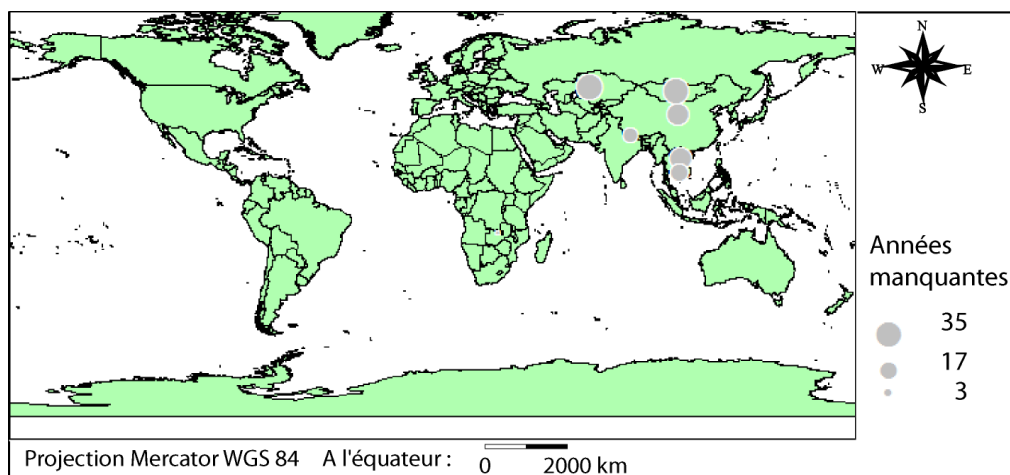 N
W E
S
Années
manquantes
35
17
3
Projection Mercator WGS 84 A l'équateur : 0 2000 km